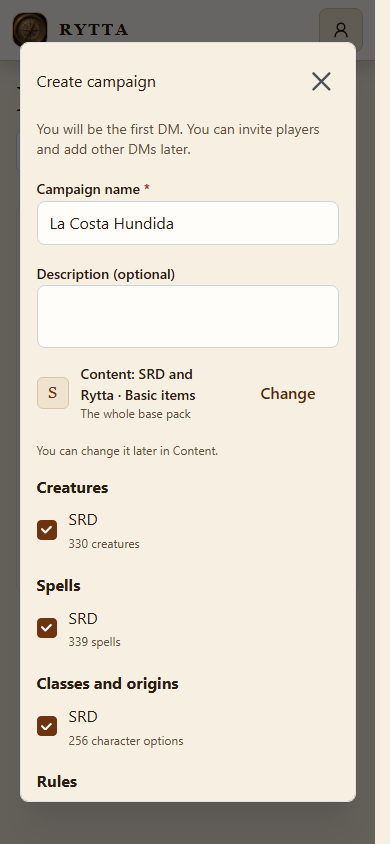 RYTTA
Create campaign
You will be the first DM. You can invite players
and add other DMs later.
Campaign name *
La Costa Hundida
Description (optional)
S
Content: SRD and
Rytta · Basic items
The whole base pack
Change
You can change it later in Content.
Creatures
SRD
330 creatures
Spells
SRD
339 spells
Classes and origins
SRD
256 character options
Rules